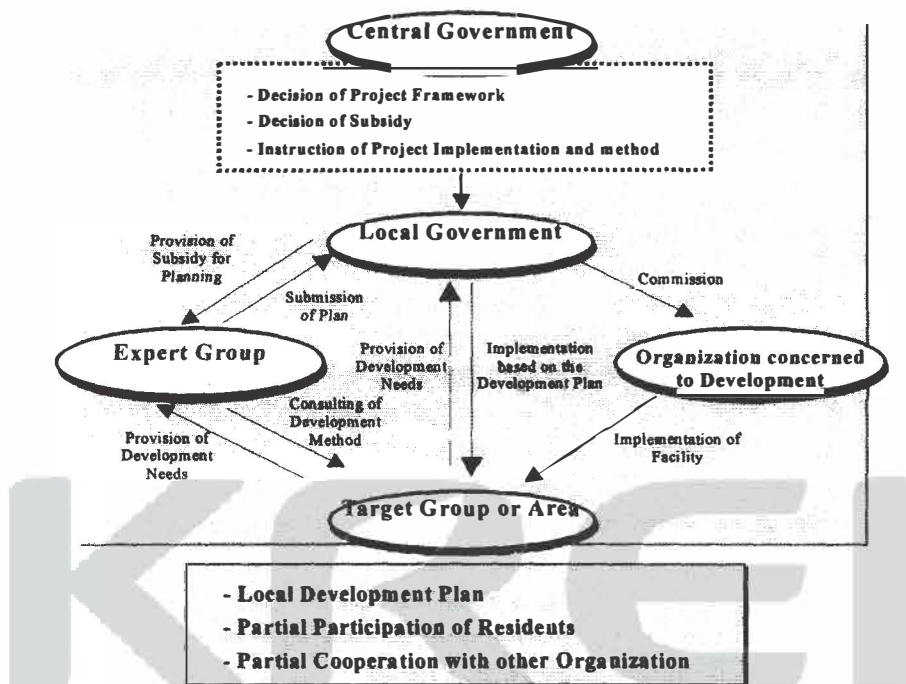 Central Government
- Decision of Project Framework
- Decision of Subsidy
- Instruction of Project Implementation and method
Local Government
Provision of
Subsidy for
Planning
Submission
of Plan
Commission
Expert Group
Provision of
Development
Needs
Implementation
based on the
Development Plan
Organization concerned
to Development
Consulting of
Development
Method
Provision of
Development
Needs
Implementation of
Facility
Target Group or Area
- Local Development Plan
- Partial Participation of Residents
- Partial Cooperation with other Organization
KREI